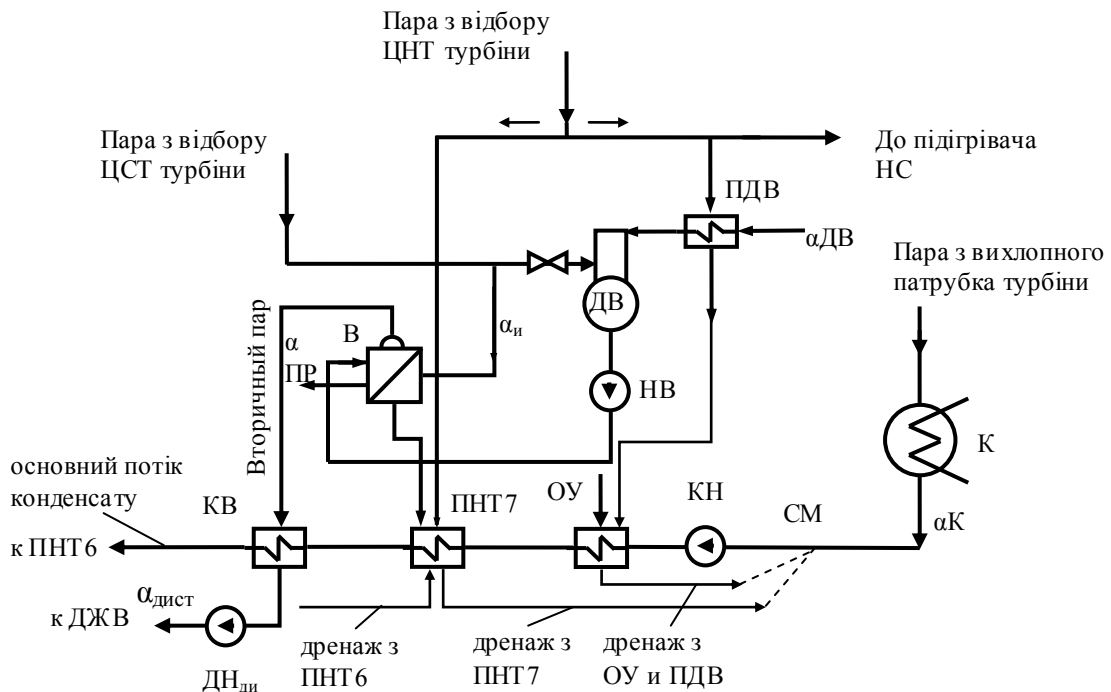 Пара з відбору
ЦНТ турбіни
Пара з відбору
ЦСТ турбіни
До підігрівача
НС
ПДВ
αДВ
Пара з вихлопного
патрубка турбіни
ДВ
αи
В
α
ПР
Вторичный пар
НВ
К
основний потік
конденсату
КВ
ПНТ7
ОУ
КН
СМ
αК
к ПНТ6
αдист
к ДЖВ
ДНди
дренаж з
ПНТ6
дренаж з
ПНТ7
дренаж з
ОУ и ПДВ